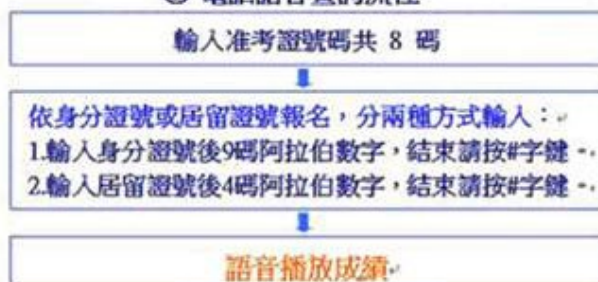 輸入准考證號碼共 8 碼
依身分證號或居留證號報名，分兩種方式輸入：
1.輸入身分證號後9碼阿拉伯數字，結束請按#字鍵。
2.輸入居留證號後4碼阿拉伯數字，結束請按#字鍵。
語音播放成績